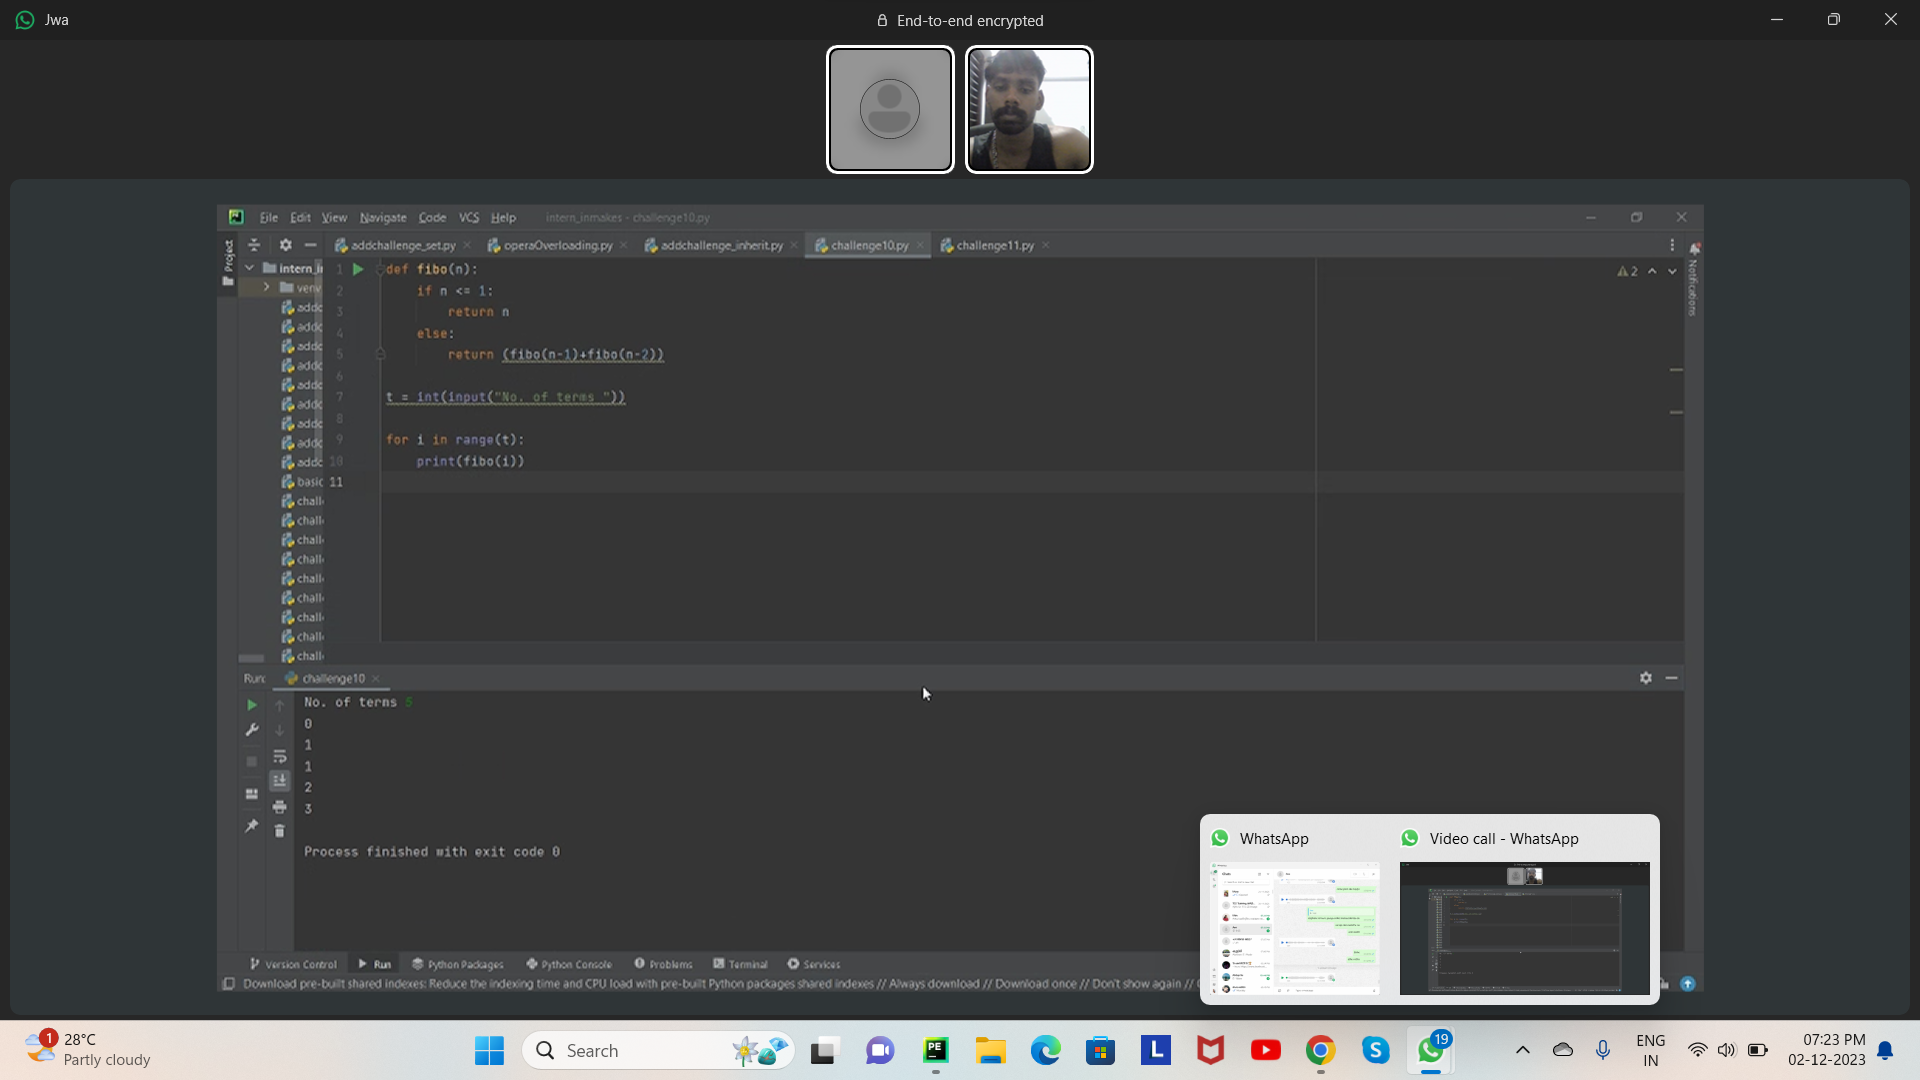 Jwa
End-to-end encrypted
File Edit View Navigate Code VCS Help intern_inmakes - challenge10.py
addchallenge_set.py operaOverloading.py addchallenge_inherit.py challenge10.py challenge11.py
Project
Notifications
intern_i
venv
addc
addc
addc
addc
addc
addc
addc
addc
addc
basic
chall
chall
chall
chall
chall
chall
chall
chall
chall
2
1 def fibo(n):
2 if n <= 1:
3 return n
4 else:
5 return (fibo(n-1)+fibo(n-2))
6
7 t = int(input("No. of terms "))
8
9 for i in range(t):
10 print(fibo(i))
11
Run: challenge10
No. of terms 5
0
1
1
2
3
Process finished with exit code 0
Version Control Run Python Packages Python Console Problems Terminal Services
Download pre-built shared indexes: Reduce the indexing time and CPU load with pre-built Python packages shared indexes // Always download // Download once // Don't show again //
WhatsApp
Video call - WhatsApp
1
28°C
Partly cloudy
Search
PE
L
S
19
ENG
IN
07:23 PM
02-12-2023